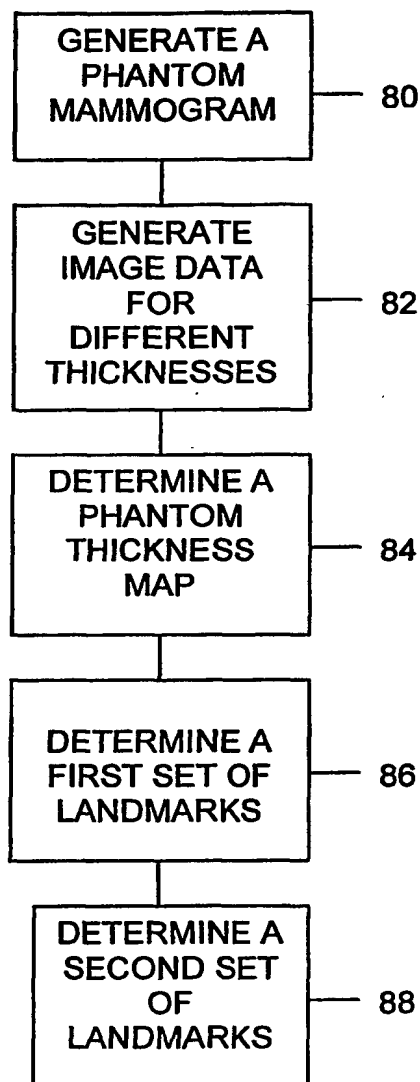 GENERATE A
PHANTOM
MAMMOGRAM
80
GENERATE
IMAGE DATA
FOR
DIFFERENT
THICKNESSES
82
DETERMINE A
PHANTOM
THICKNESS
MAP
84
DETERMINE A
FIRST SET OF
LANDMARKS
86
DETERMINE A
SECOND SET
OF
LANDMARKS
88